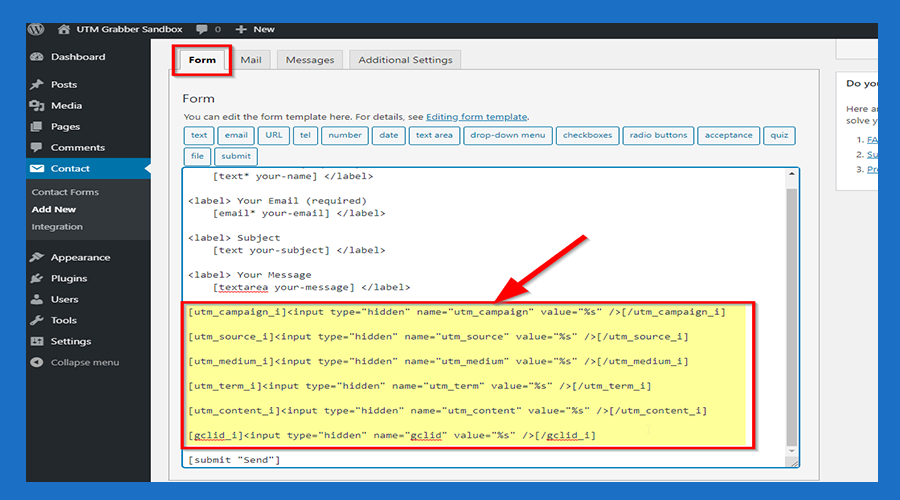 UTM Grabber Sandbox 0 + New
Dashboard
Posts
Media
Pages
Comments
Contact
Contact Forms
Add New
Integration
Appearance
Plugins
Users
Tools
Settings
Collapse menu
Form Mail Messages Additional Settings
Form
You can edit the form template here. For details, see Editing form template.
text email URL tel number date text area drop-down menu checkboxes radio buttons acceptance quiz
file submit
[text* your-name] </label>
<label> Your Email (required)
[email* your-email] </label>
<label> Subject
[text your-subject] </label>
<label> Your Message
[textarea your-message] </label>
[utm_campaign_i]<input type="hidden" name="utm_campaign" value="%s" />[/utm_campaign_i]
[utm_source_i]<input type="hidden" name="utm_source" value="%s" />[/utm_source_i]
[utm_medium_i]<input type="hidden" name="utm_medium" value="%s" />[/utm_medium_i]
[utm_term_i]<input type="hidden" name="utm_term" value="%s" />[/utm_term_i]
[utm_content_i]<input type="hidden" name="utm_content" value="%s" />[/utm_content_i]
[gclid_i]<input type="hidden" name="gclid" value="%s" />[/gclid_i]
[submit "Send"]
Do yo
Here a
solve y
1. FA
2. Su
3. Pr